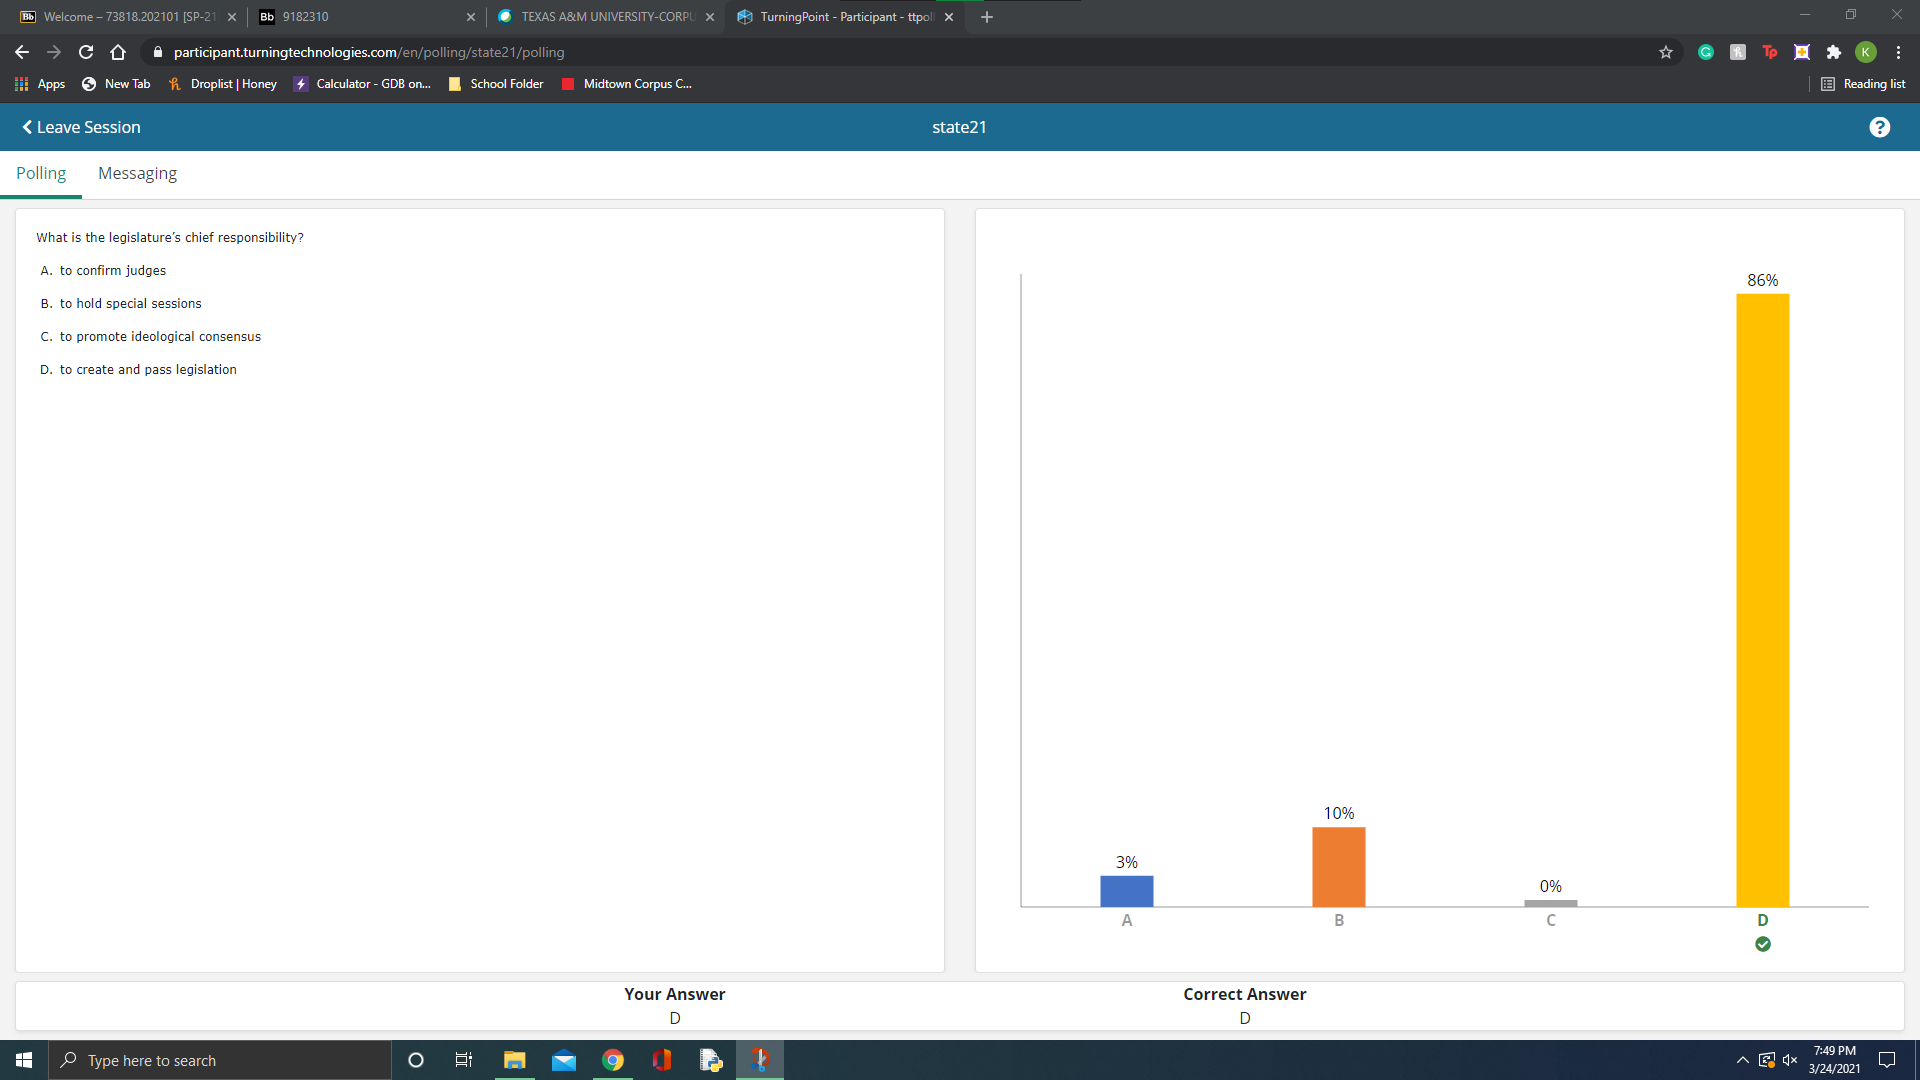 Bb Welcome – 73818.202101 [SP-21
Bb 9182310
TEXAS A&M UNIVERSITY-CORPU
TurningPoint - Participant - ttpoll
participant.turningtechnologies.com/en/polling/state21/polling
Apps
New Tab
Droplist | Honey
Calculator - GDB on...
School Folder
Midtown Corpus C...
Reading list
Leave Session
state21
Polling
Messaging
What is the legislature's chief responsibility?
A. to confirm judges
B. to hold special sessions
C. to promote ideological consensus
D. to create and pass legislation
86%
10%
3%
0%
A
B
C
D
Your Answer
D
Correct Answer
D
Type here to search
7:49 PM
3/24/2021